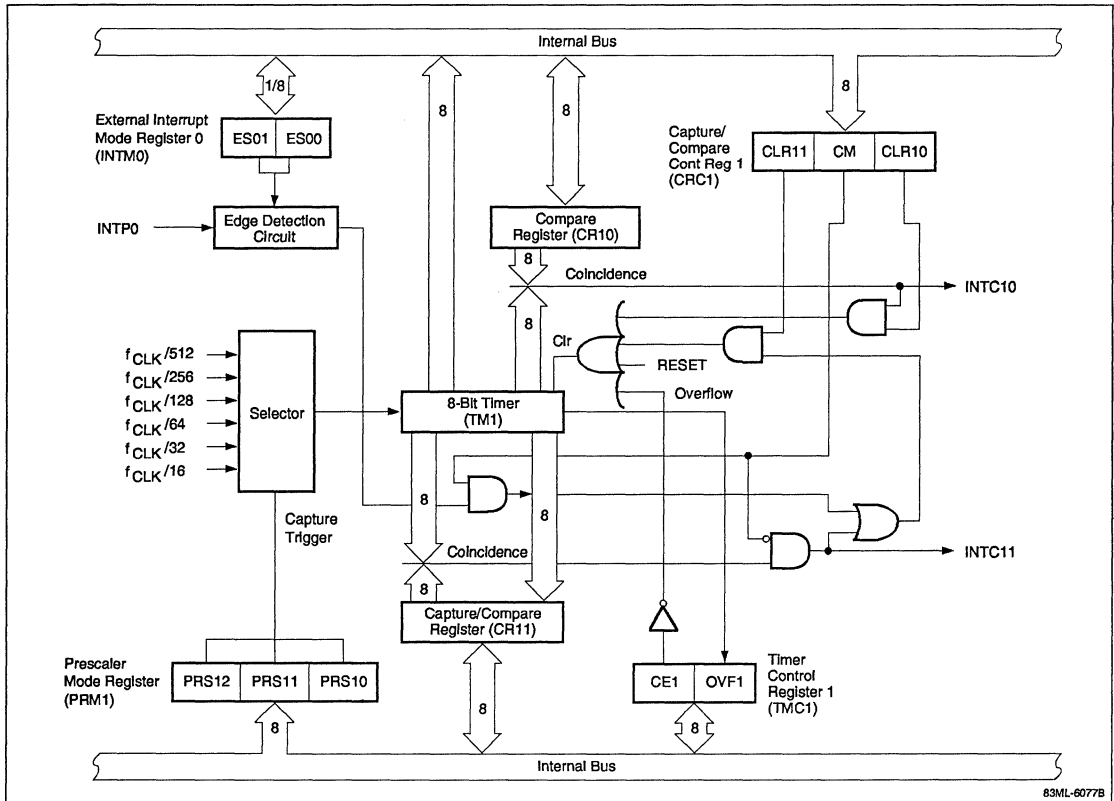 Internal Bus
1/8
8
8
8
External Interrupt
Mode Register 0
(INTM0)
ES01 ES00
Capture/
Compare
Cont Reg 1
(CRC1)
CLR11 CM CLR10
INTP0
Edge Detection
Circuit
Compare
Register (CR10)
8
Coincidence
INTC10
8
Clr
RESET
Overflow
fCLK/512
fCLK/256
fCLK/128
fCLK/64
fCLK/32
fCLK/16
Selector
8-Bit Timer
(TM1)
Capture
Trigger
8
8
Coincidence
INTC11
8
Capture/Compare
Register (CR11)
Prescaler
Mode Register
(PRM1)
PRS12 PRS11 PRS10
CE1 OVF1
Timer
Control
Register 1
(TMC1)
8
8
8
Internal Bus
83ML-6077B